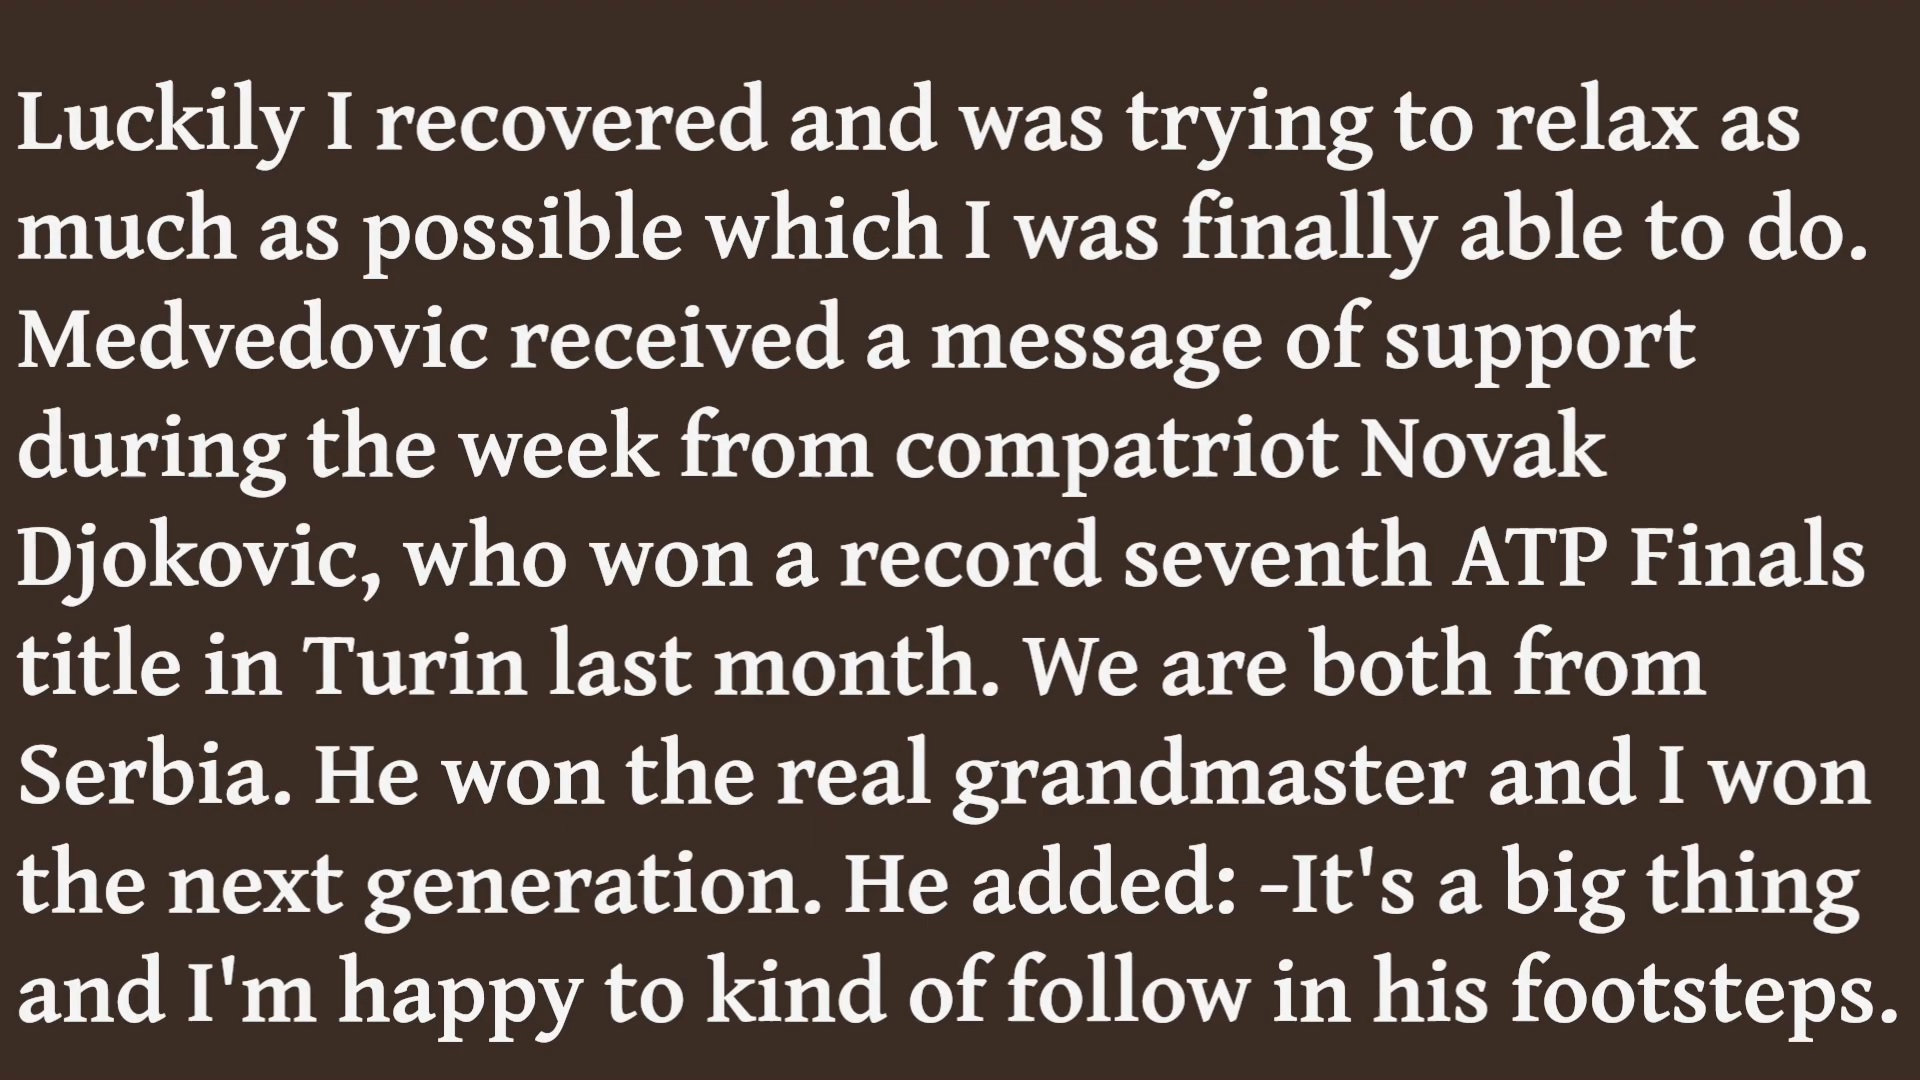 Luckily I recovered and was trying to relax as
much as possible which I was finally able to do.
Medvedovic received a message of support
during the week from compatriot Novak
Djokovic, who won a record seventh ATP Finals
title in Turin last month. We are both from
Serbia. He won the real grandmaster and I won
the next generation. He added: -It's a big thing
and I'm happy to kind of follow in his footsteps.